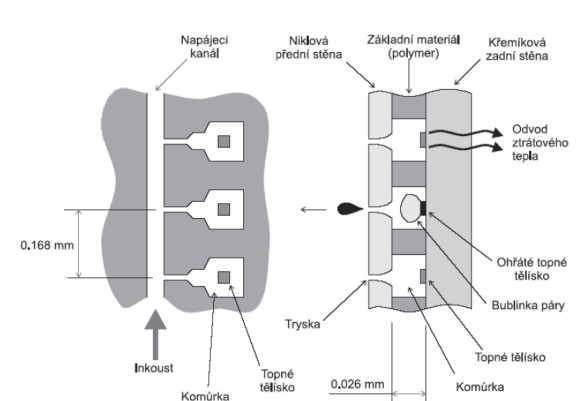 Napájecí
kanál
Niklová
přední stěna
Základní materiál
(polymer)
Křemíková
zadní stěna
Odvod
ztrátového
tepla
0.168 mm
Ohřáté topné
tělísko
Bublinka páry
Tryska
Inkoust
Komůrka
Topné
tělísko
0.026 mm
Komůrka
Topné tělísko